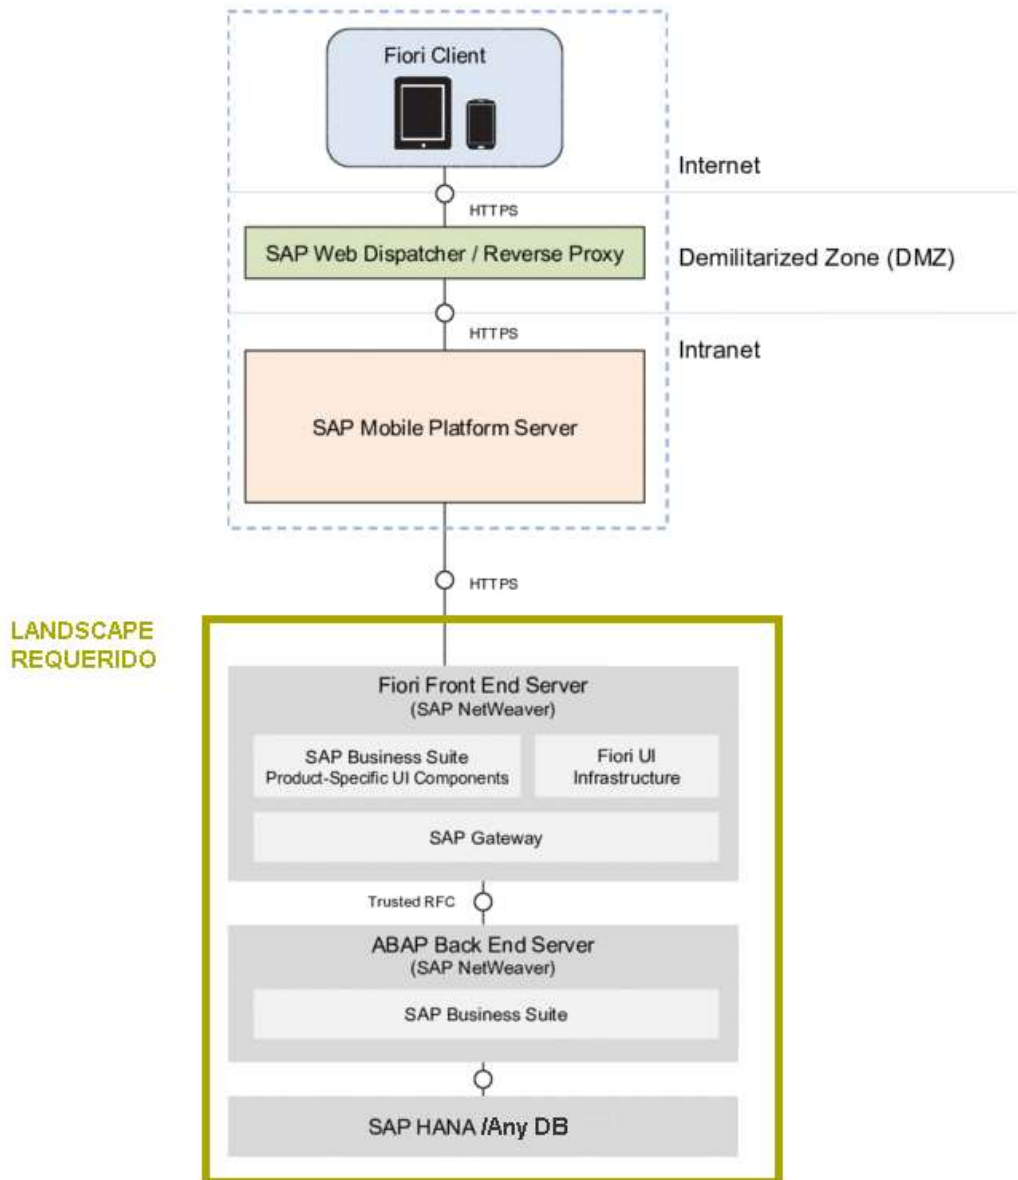 Fiori Client
Internet
HTTPS
SAP Web Dispatcher / Reverse Proxy
Demilitarized Zone (DMZ)
HTTPS
Intranet
SAP Mobile Platform Server
HTTPS
LANDSCAPE
REQUERIDO
Fiori Front End Server
(SAP NetWeaver)
SAP Business Suite
Product-Specific UI Components
Fiori UI
Infrastructure
SAP Gateway
Trusted RFC
ABAP Back End Server
(SAP NetWeaver)
SAP Business Suite
SAP HANA /Any DB